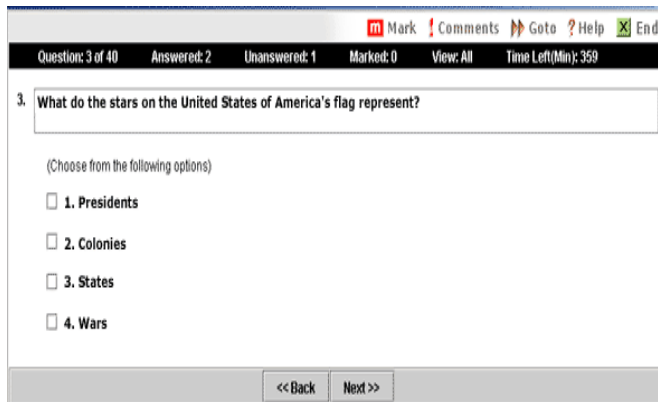 m Mark ! Comments Goto ? Help X End
Question: 3 of 40 Answered: 2 Unanswered: 1 Marked: 0 View: All Time Left(Min): 359
3. What do the stars on the United States of America's flag represent?
(Choose from the following options)
1. Presidents
2. Colonies
3. States
4. Wars
<< Back Next >>